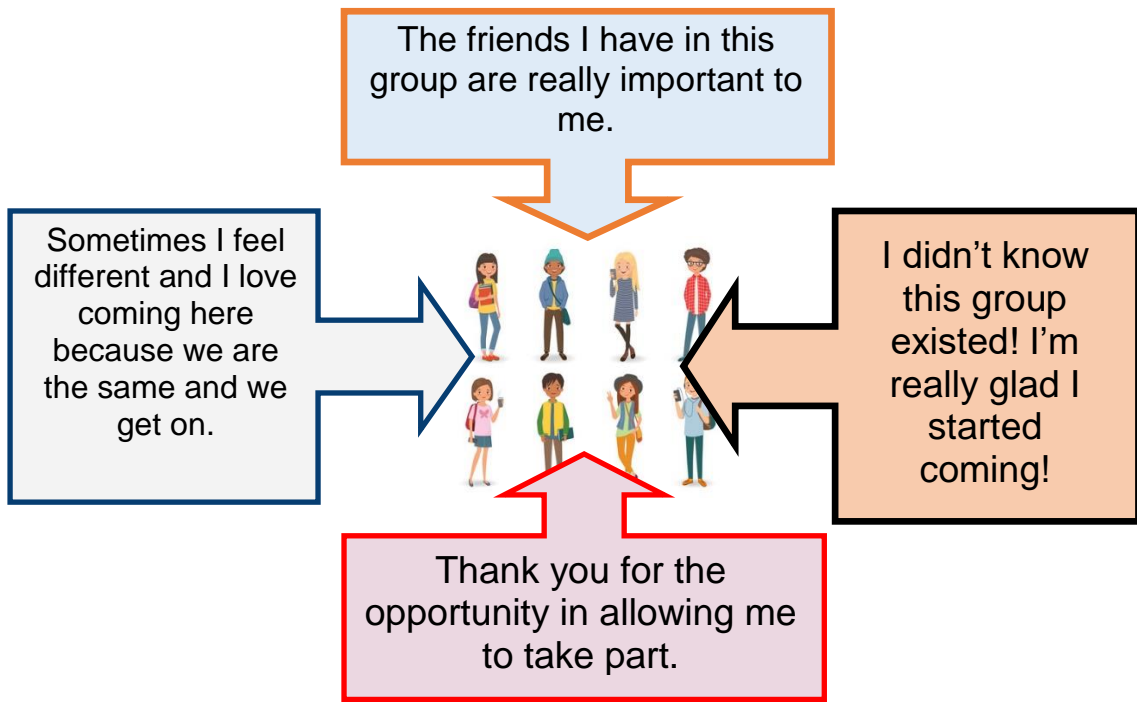 The friends I have in this
group are really important to
me.
Sometimes I feel
different and I love
coming here
because we are
the same and we
get on.
I didn’t know
this group
existed! I’m
really glad I
started
coming!
Thank you for the
opportunity in allowing me
to take part.